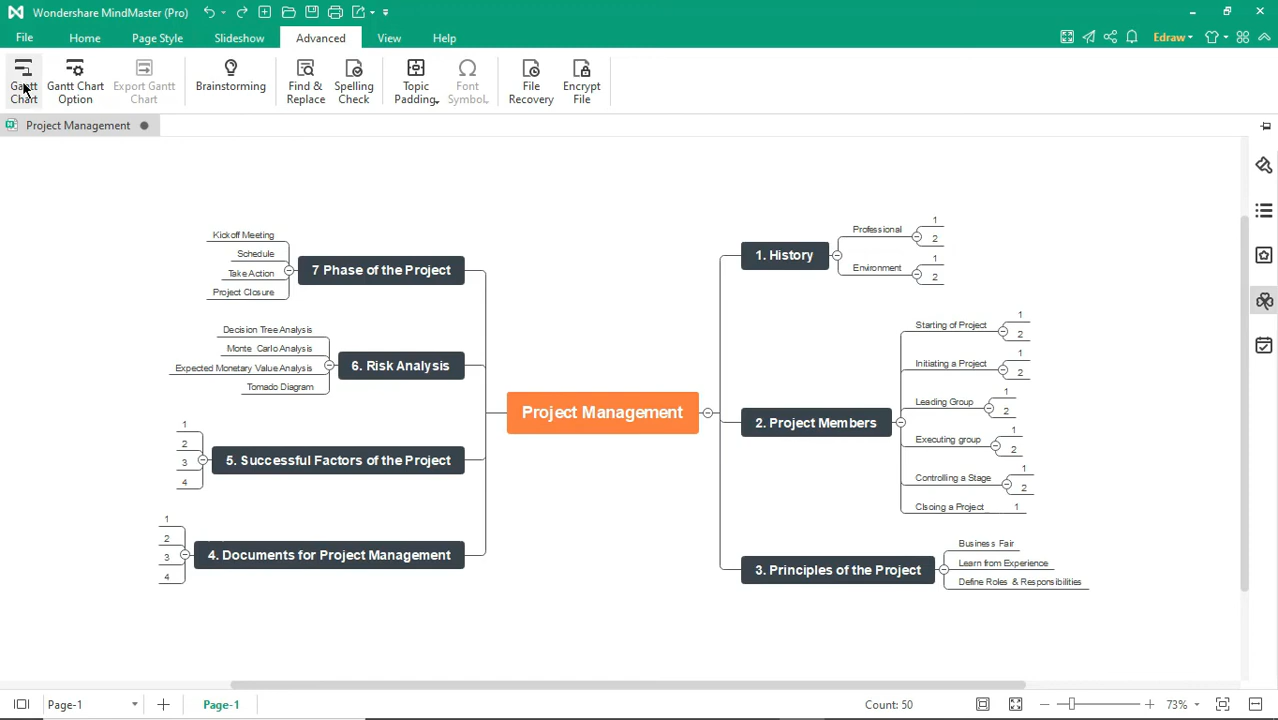 Wondershare MindMaster (Pro)
File Home Page Style Slideshow Advanced View Help Edraw
Gantt Chart
Gantt Chart Option
Export Gantt Chart
Brainstorming
Find & Replace
Spelling Check
Topic Padding
Font Symbol
File Recovery
Encrypt File
Project Management
Project Management
7 Phase of the Project
Kickoff Meeting
Schedule
Take Action
Project Closure
6. Risk Analysis
Decision Tree Analysis
Monte Carlo Analysis
Expected Monetary Value Analysis
Tornado Diagram
5. Successful Factors of the Project
1
2
3
4
4. Documents for Project Management
1
2
3
4
1. History
Professional
1
2
Environment
1
2
2. Project Members
Starting of Project
1
2
Initiating a Project
1
2
Leading Group
1
2
Executing group
1
2
Controlling a Stage
1
2
Clsoing a Project
1
3. Principles of the Project
Business Fair
Learn from Experience
Define Roles & Responsibilities
Page-1 Page-1 Count: 50 73%